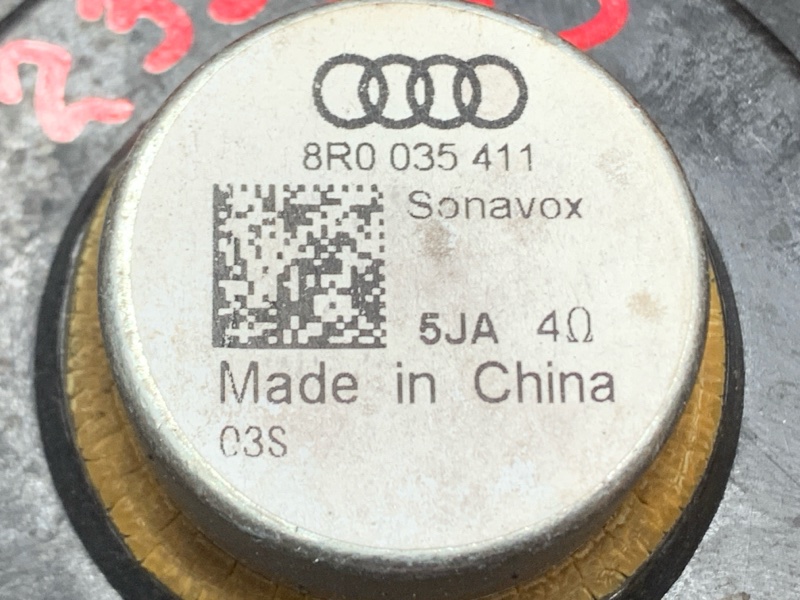 8R0 035 411
Sonavox
5JA 4Ω
Made in China
03S